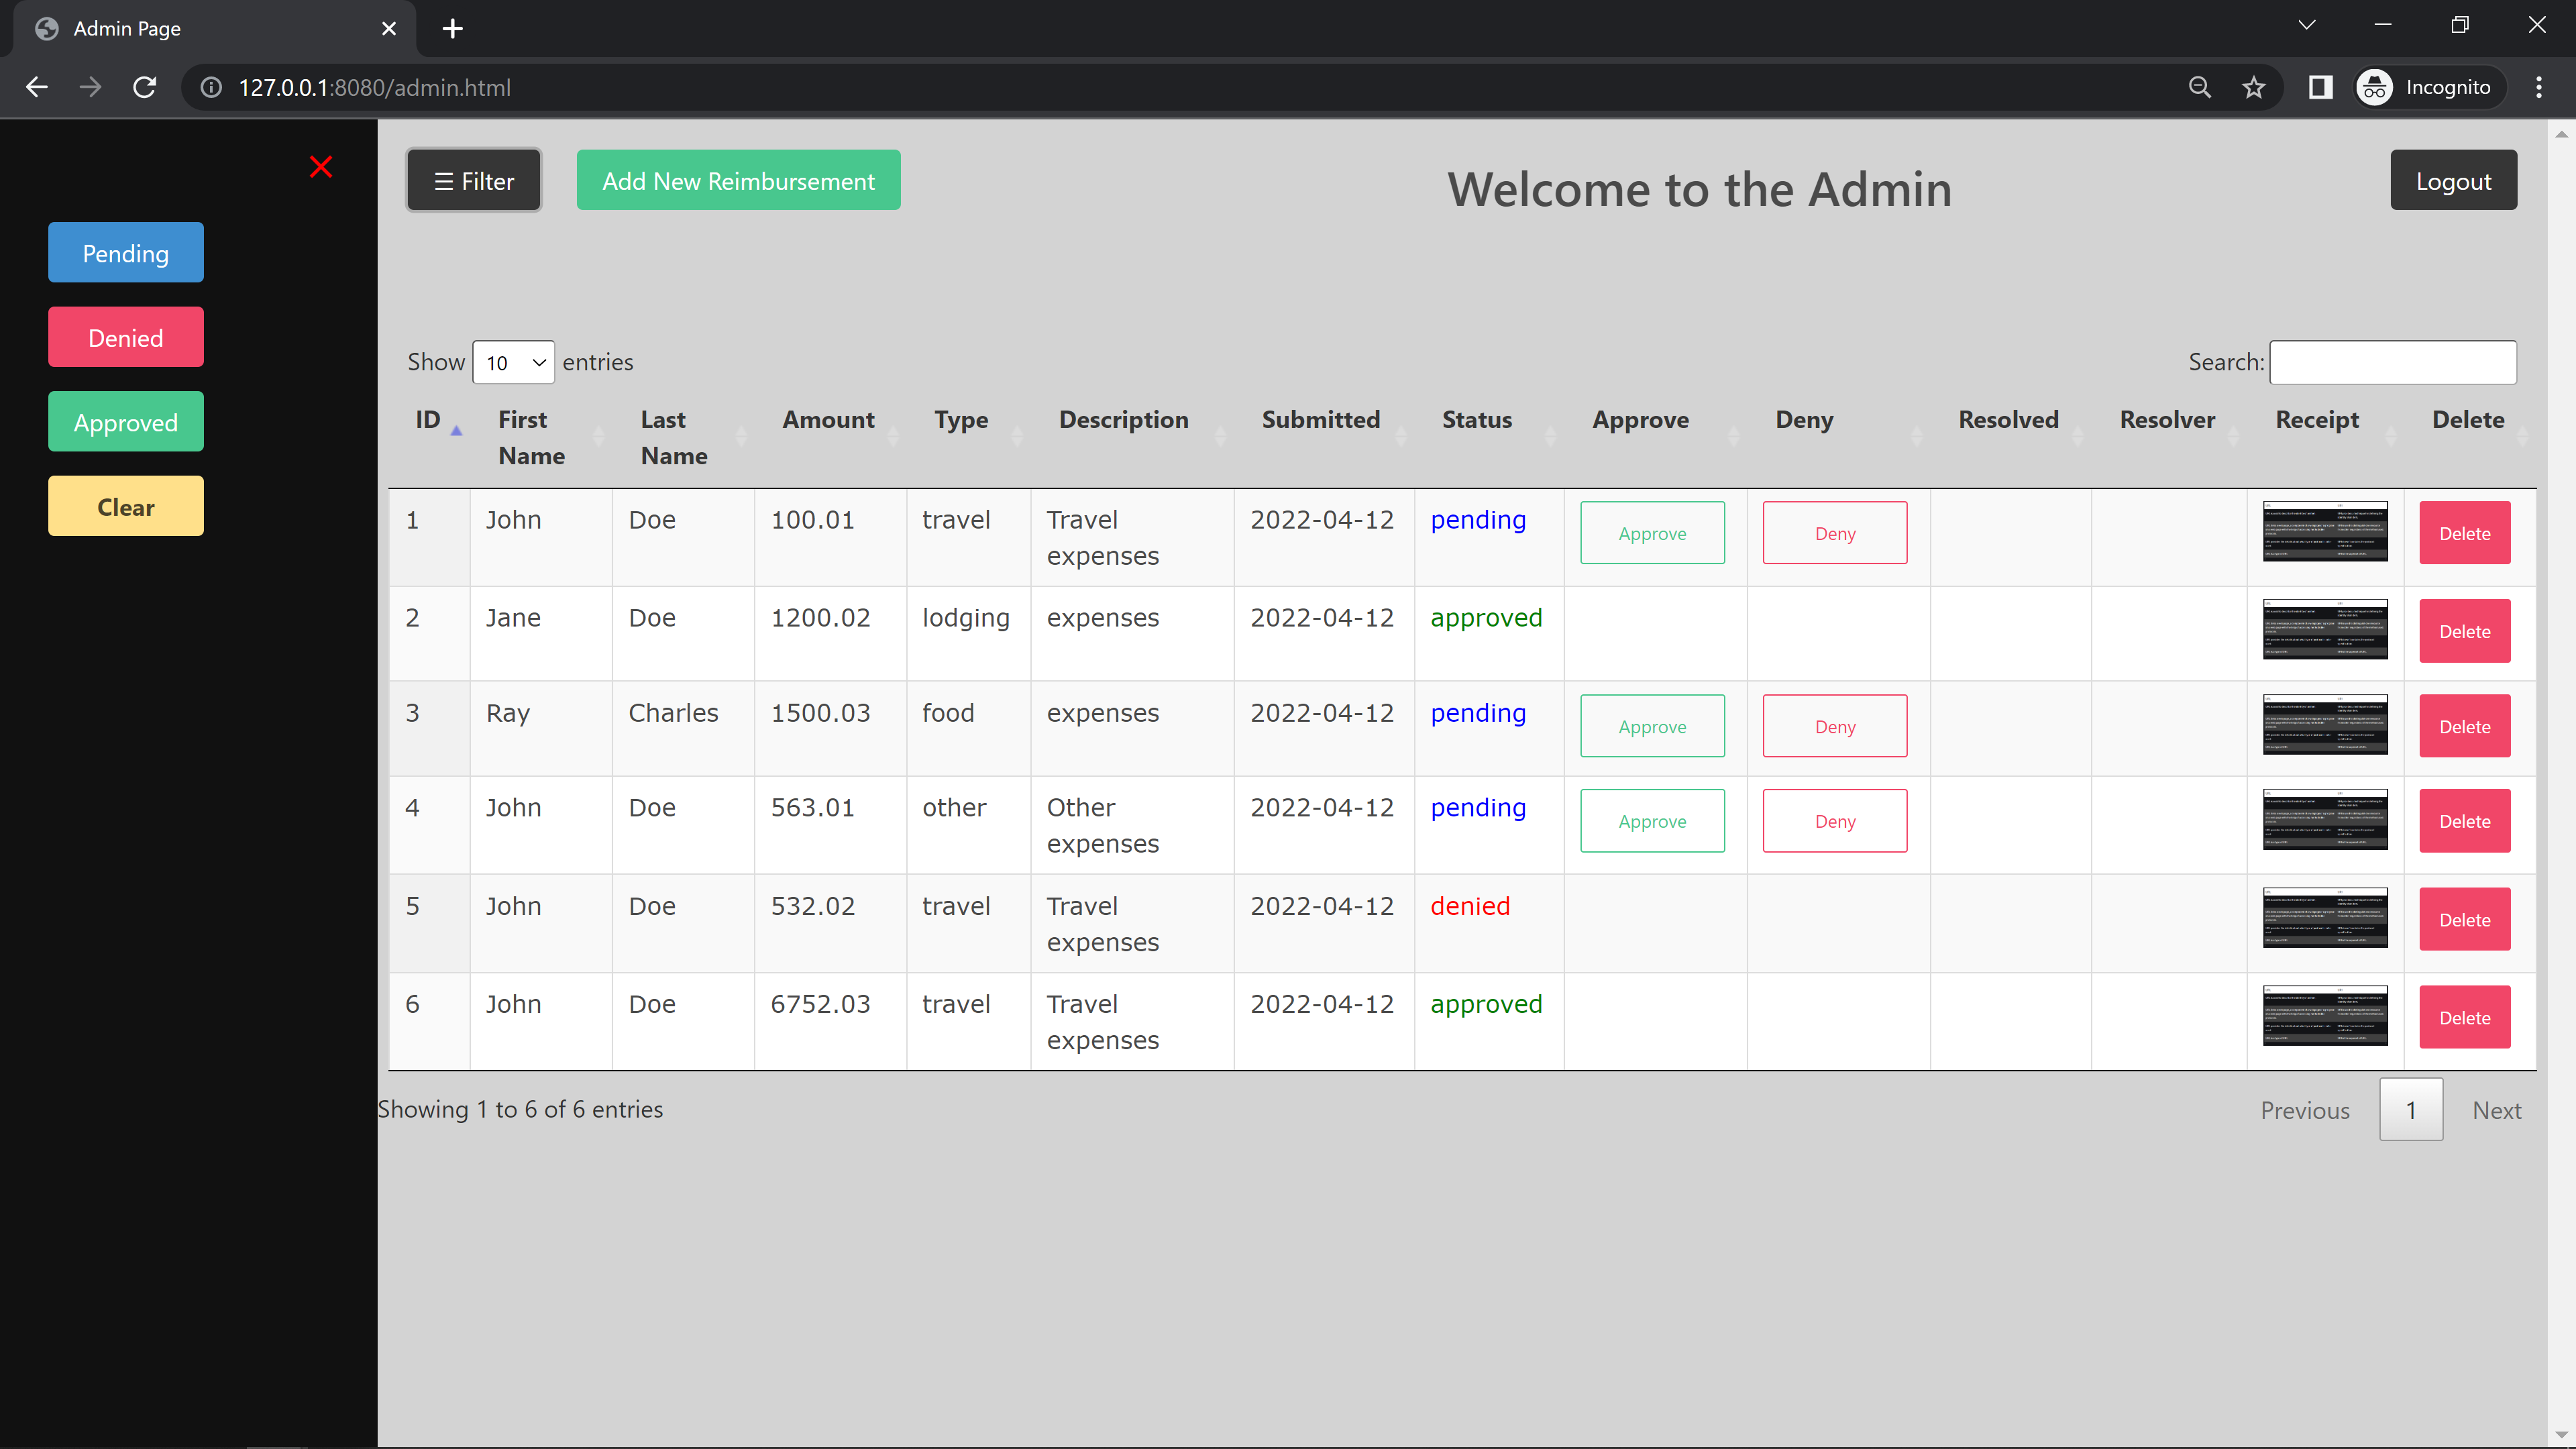 Admin Page
127.0.0.1:8080/admin.html
Incognito
Pending
Denied
Approved
Clear
☰ Filter
Add New Reimbursement
Welcome to the Admin
Logout
Show 10 entries
Search:
ID First Name Last Name Amount Type Description Submitted Status Approve Deny Resolved Resolver Receipt Delete
1 John Doe 100.01 travel Travel expenses 2022-04-12 pending Approve Deny Delete
2 Jane Doe 1200.02 lodging expenses 2022-04-12 approved Delete
3 Ray Charles 1500.03 food expenses 2022-04-12 pending Approve Deny Delete
4 John Doe 563.01 other Other expenses 2022-04-12 pending Approve Deny Delete
5 John Doe 532.02 travel Travel expenses 2022-04-12 denied Delete
6 John Doe 6752.03 travel Travel expenses 2022-04-12 approved Delete
Showing 1 to 6 of 6 entries
Previous 1 Next